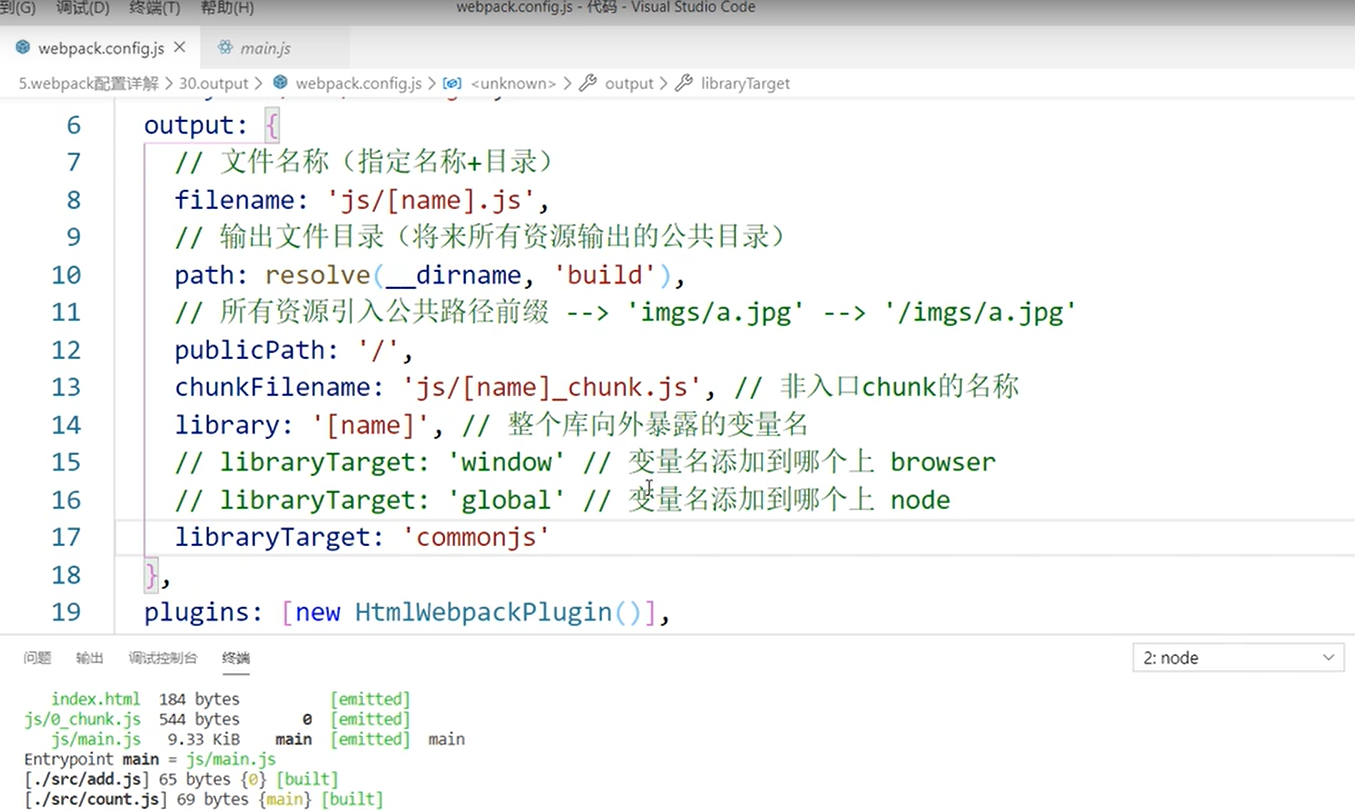 到(G) 调试(D) 终端(T) 帮助(H) webpack.config.js - 代码 - Visual Studio Code
webpack.config.js × main.js
5.webpack配置详解 > 30.output > webpack.config.js > <unknown> > output > libraryTarget
6 output: {
7 // 文件名称（指定名称+目录）
8 filename: 'js/[name].js',
9 // 输出文件目录（将来所有资源输出的公共目录）
10 path: resolve(__dirname, 'build'),
11 // 所有资源引入公共路径前缀 --> 'imgs/a.jpg' --> '/imgs/a.jpg'
12 publicPath: '/',
13 chunkFilename: 'js/[name]_chunk.js', // 非入口chunk的名称
14 library: '[name]', // 整个库向外暴露的变量名
15 // libraryTarget: 'window' // 变量名添加到哪个上 browser
16 // libraryTarget: 'global' // 变量名添加到哪个上 node
17 libraryTarget: 'commonjs'
18 },
19 plugins: [new HtmlWebpackPlugin()],
问题 输出 调试控制台 终端 2: node
index.html 184 bytes [emitted]
js/0_chunk.js 544 bytes 0 [emitted]
js/main.js 9.33 KiB main [emitted] main
Entrypoint main = js/main.js
[./src/add.js] 65 bytes {0} [built]
[./src/count.js] 69 bytes {main} [built]